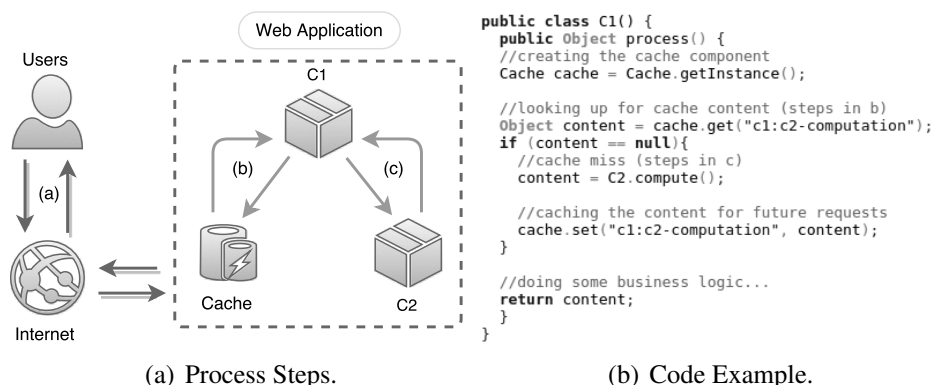 Web Application
Users
C1
(a)
(b)
(c)
Cache
C2
Internet
(a) Process Steps.
public class C1() {
public Object process() {
//creating the cache component
Cache cache = Cache.getInstance();
//looking up for cache content (steps in b)
Object content = cache.get("c1:c2-computation");
if (content == null){
//cache miss (steps in c)
content = C2.compute();
//caching the content for future requests
cache.set("c1:c2-computation", content);
}
//doing some business logic...
return content;
}
}
(b) Code Example.